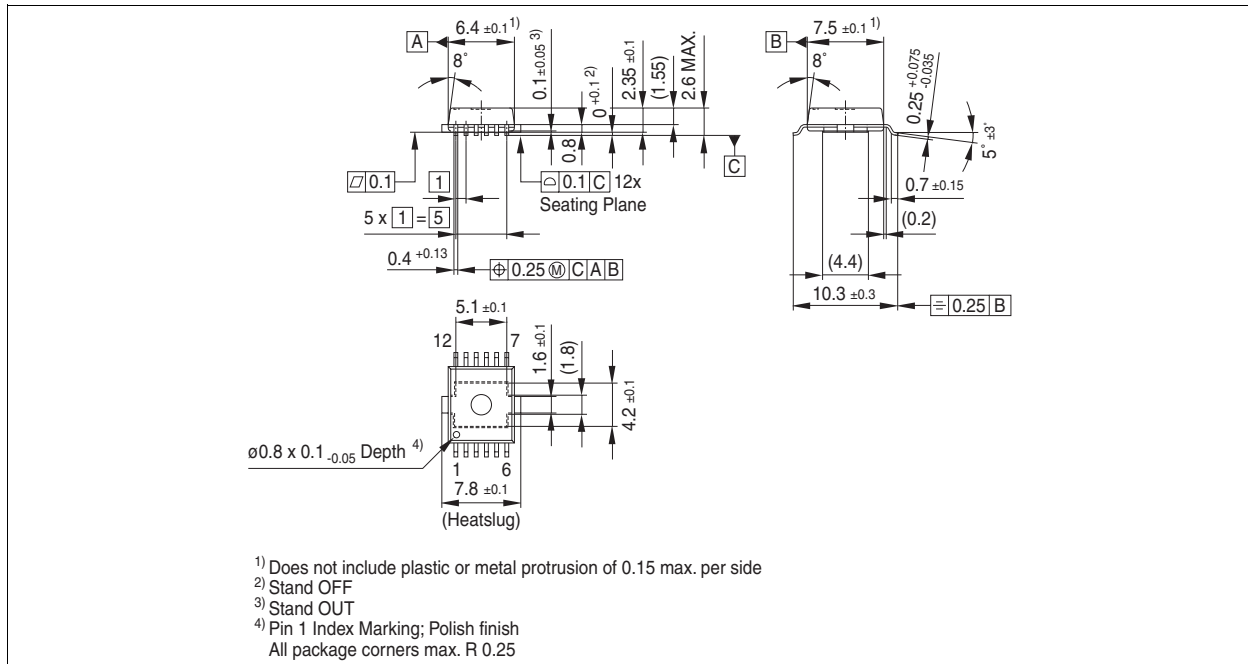 6.4 ±0.1 1)
A
8°
0.1±0.05 3)
0 +0.1 2)
2.35 ±0.1
(1.55)
2.6 MAX.
0.8
C
⏥ 0.1
1
⌓ 0.1 C 12x
Seating Plane
5 x 1 = 5
0.4 +0.13
⌖ 0.25 Ⓜ C A B
7.5 ±0.1 1)
B
8°
0.25 +0.075 -0.035
5° ±3°
0.7 ±0.15
(0.2)
(4.4)
10.3 ±0.3
⌯ 0.25 B
5.1 ±0.1
12
7
1.6 ±0.1
(1.8)
4.2 ±0.1
ø0.8 x 0.1 -0.05 Depth 4)
1
6
7.8 ±0.1
(Heatslug)
1) Does not include plastic or metal protrusion of 0.15 max. per side
2) Stand OFF
3) Stand OUT
4) Pin 1 Index Marking; Polish finish
All package corners max. R 0.25